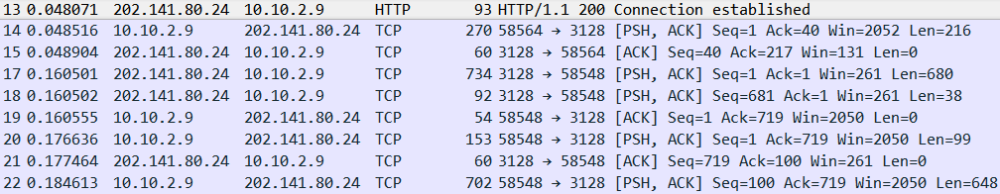 13 0.048071 202.141.80.24 10.10.2.9 HTTP 93 HTTP/1.1 200 Connection established
14 0.048516 10.10.2.9 202.141.80.24 TCP 270 58564 → 3128 [PSH, ACK] Seq=1 Ack=40 Win=2052 Len=216
15 0.048904 202.141.80.24 10.10.2.9 TCP 60 3128 → 58564 [ACK] Seq=40 Ack=217 Win=131 Len=0
17 0.160501 202.141.80.24 10.10.2.9 TCP 734 3128 → 58548 [PSH, ACK] Seq=1 Ack=1 Win=261 Len=680
18 0.160502 202.141.80.24 10.10.2.9 TCP 92 3128 → 58548 [PSH, ACK] Seq=681 Ack=1 Win=261 Len=38
19 0.160555 10.10.2.9 202.141.80.24 TCP 54 58548 → 3128 [ACK] Seq=1 Ack=719 Win=2050 Len=0
20 0.176636 10.10.2.9 202.141.80.24 TCP 153 58548 → 3128 [PSH, ACK] Seq=1 Ack=719 Win=2050 Len=99
21 0.177464 202.141.80.24 10.10.2.9 TCP 60 3128 → 58548 [ACK] Seq=719 Ack=100 Win=261 Len=0
22 0.184613 10.10.2.9 202.141.80.24 TCP 702 58548 → 3128 [PSH, ACK] Seq=100 Ack=719 Win=2050 Len=648